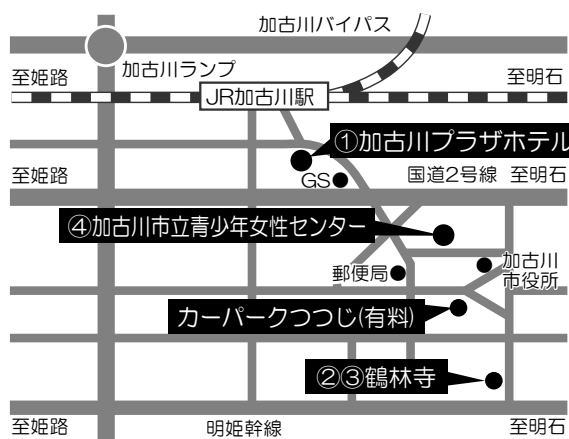 加古川バイパス
加古川ランプ
至姫路
至明石
JR加古川駅
①加古川プラザホテル
GS
至姫路
国道2号線 至明石
④加古川市立青少年女性センター
郵便局
加古川
市役所
カーパークつつじ(有料)
②③鶴林寺
至姫路
明姫幹線
至明石